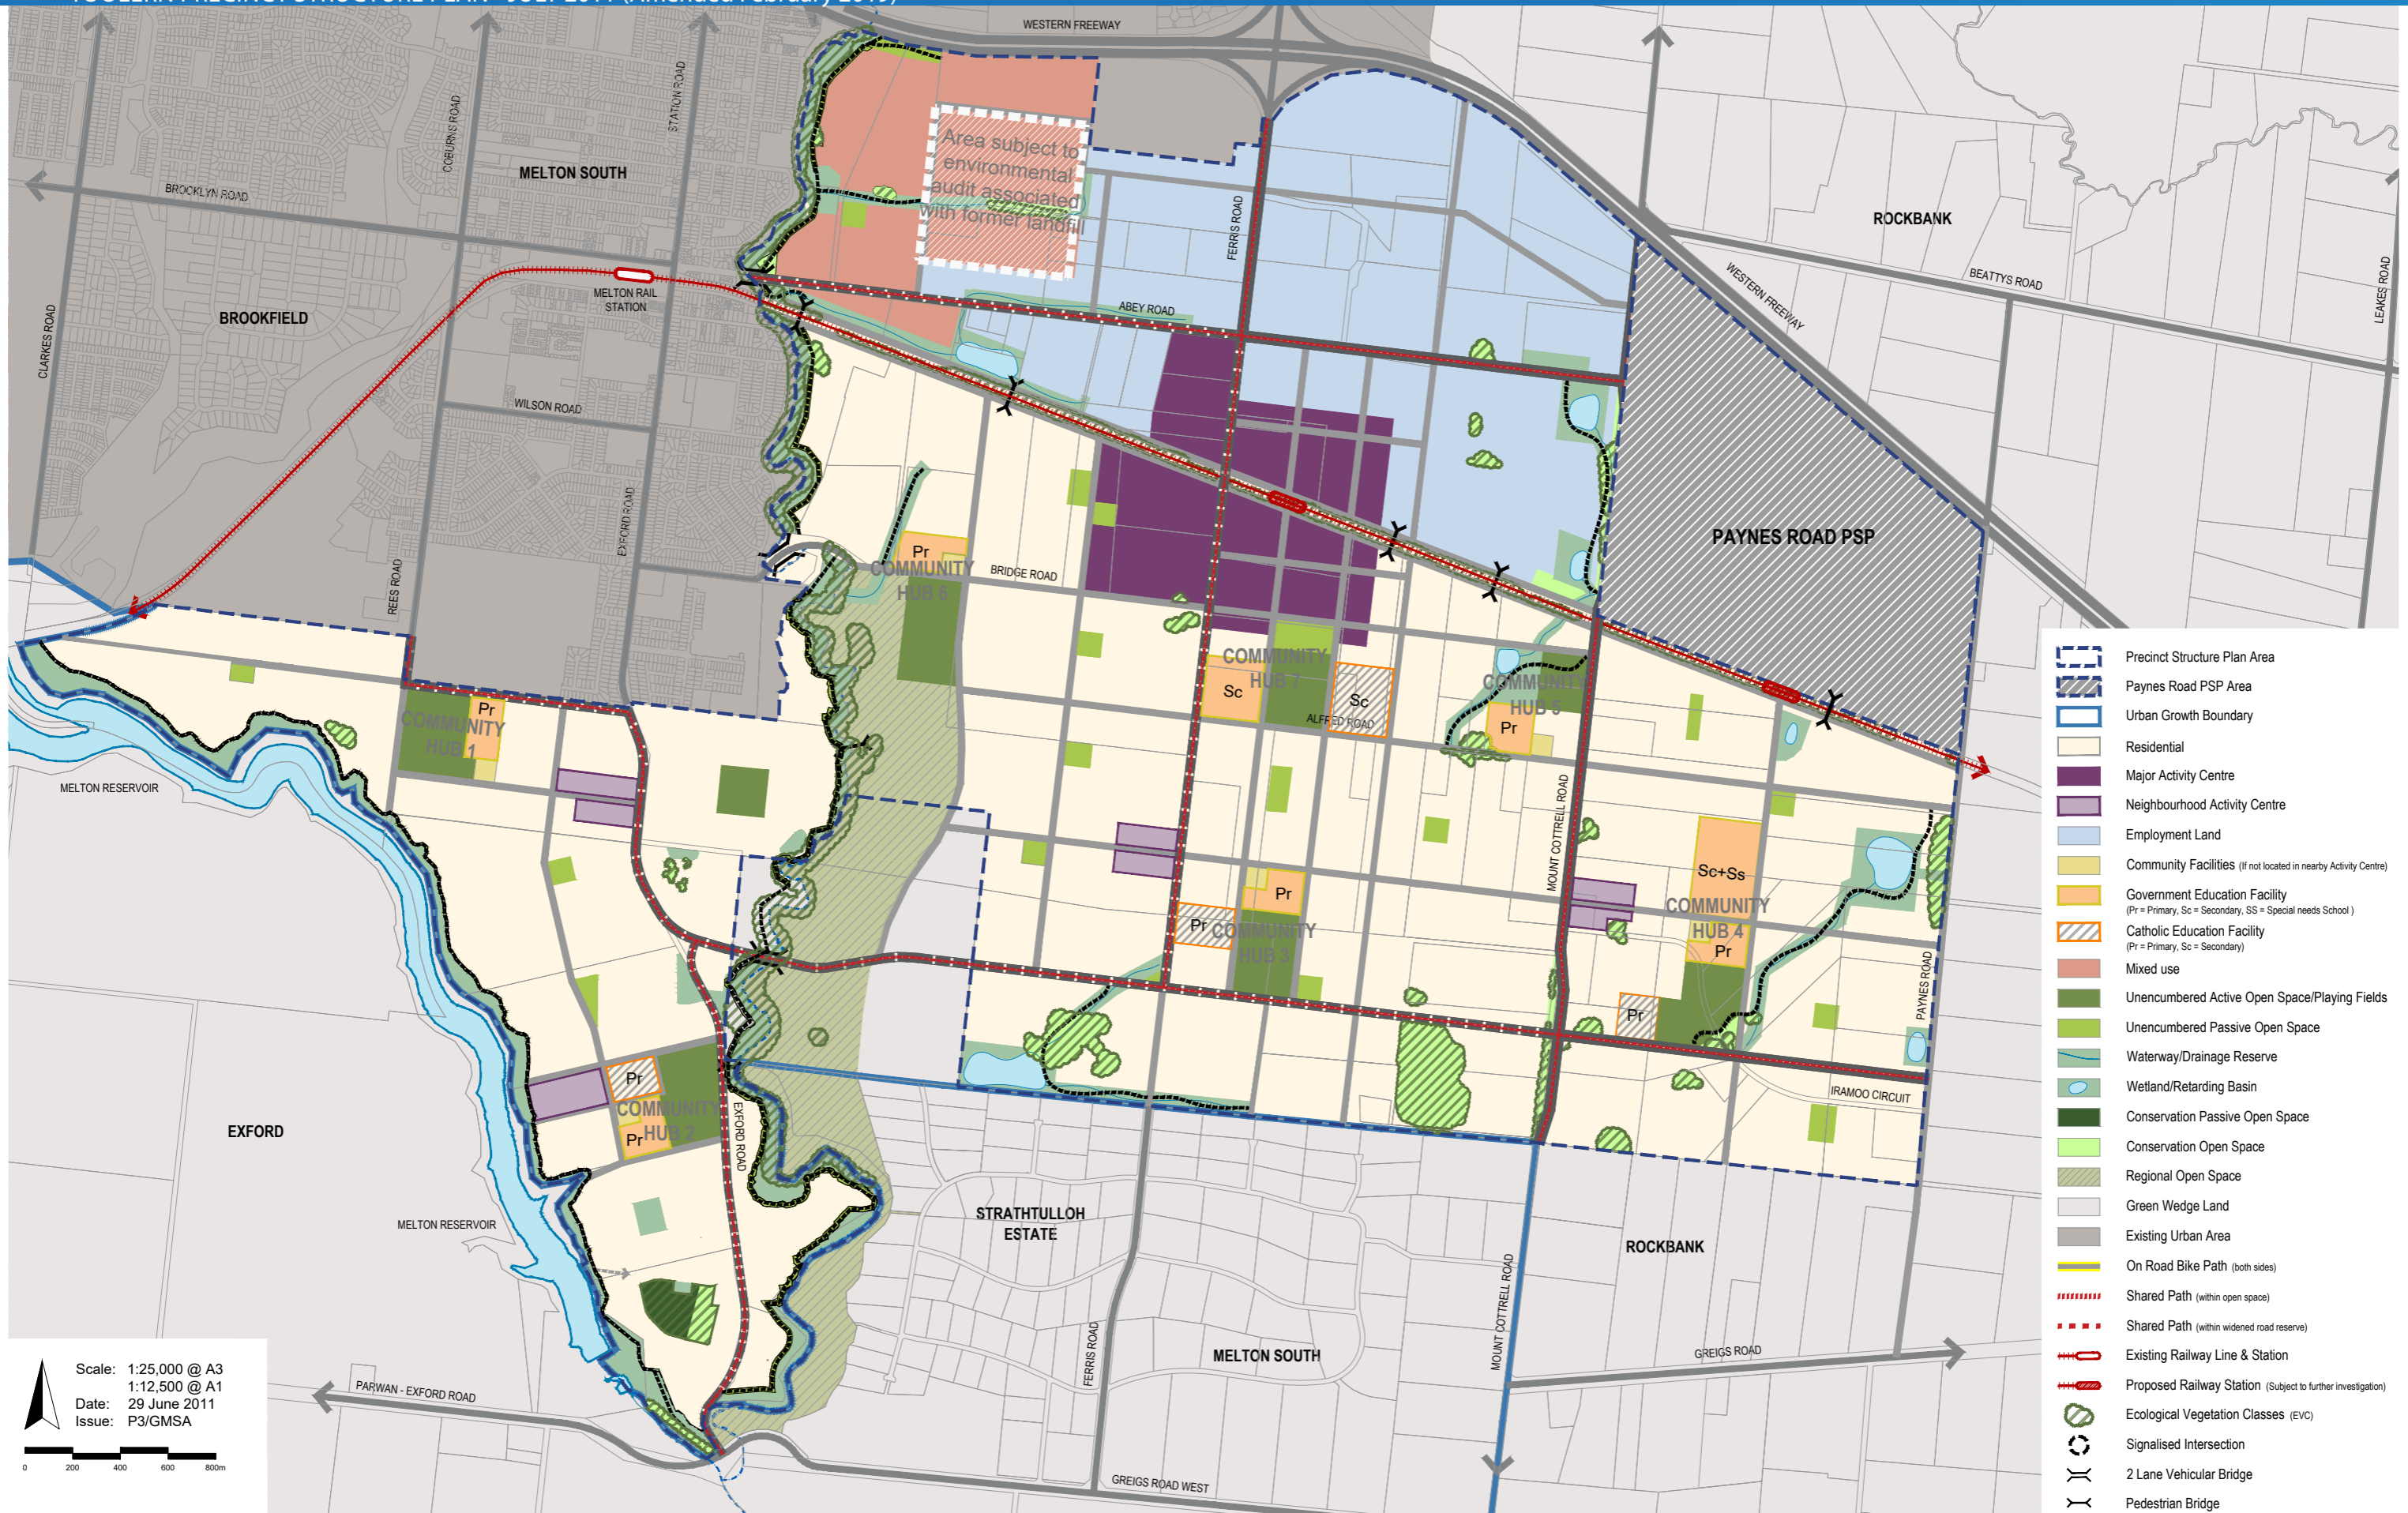 TOOLERN PRECINCT STRUCTURE PLAN - JULY 2011 (Amended February 2019)
WESTERN FREEWAY
COBURNS ROAD
STATION ROAD
MELTON SOUTH
BROOKLYN ROAD
Area subject to
environmental
audit associated
with former landfill
FERRIS ROAD
ROCKBANK
BEATTYS ROAD
WESTERN FREEWAY
LEAKES ROAD
CLARKES ROAD
BROOKFIELD
MELTON RAIL
STATION
ABEY ROAD
WILSON ROAD
EXFORD ROAD
REES ROAD
PAYNES ROAD PSP
Pr
COMMUNITY
HUB 6
BRIDGE ROAD
COMMUNITY
HUB 7
Sc
Sc
ALFRED ROAD
COMMUNITY
HUB 5
Pr
Pr
COMMUNITY
HUB 1
MELTON RESERVOIR
MOUNT COTTRELL ROAD
Sc+Ss
COMMUNITY
HUB 4
Pr
Pr
Pr
COMMUNITY
HUB 3
Pr
PAYNES ROAD
IRAMOO CIRCUIT
Pr
COMMUNITY
HUB 2
Pr
EXFORD ROAD
EXFORD
MELTON RESERVOIR
STRATHTULLOH
ESTATE
ROCKBANK
MOUNT COTTRELL ROAD
FERRIS ROAD
MELTON SOUTH
GREIGS ROAD
PARWAN - EXFORD ROAD
GREIGS ROAD WEST
Scale: 1:25,000 @ A3
1:12,500 @ A1
Date: 29 June 2011
Issue: P3/GMSA
0 200 400 600 800m
Precinct Structure Plan Area
Paynes Road PSP Area
Urban Growth Boundary
Residential
Major Activity Centre
Neighbourhood Activity Centre
Employment Land
Community Facilities (If not located in nearby Activity Centre)
Government Education Facility
(Pr = Primary, Sc = Secondary, SS = Special needs School )
Catholic Education Facility
(Pr = Primary, Sc = Secondary)
Mixed use
Unencumbered Active Open Space/Playing Fields
Unencumbered Passive Open Space
Waterway/Drainage Reserve
Wetland/Retarding Basin
Conservation Passive Open Space
Conservation Open Space
Regional Open Space
Green Wedge Land
Existing Urban Area
On Road Bike Path (both sides)
Shared Path (within open space)
Shared Path (within widened road reserve)
Existing Railway Line & Station
Proposed Railway Station (Subject to further investigation)
Ecological Vegetation Classes (EVC)
Signalised Intersection
2 Lane Vehicular Bridge
Pedestrian Bridge